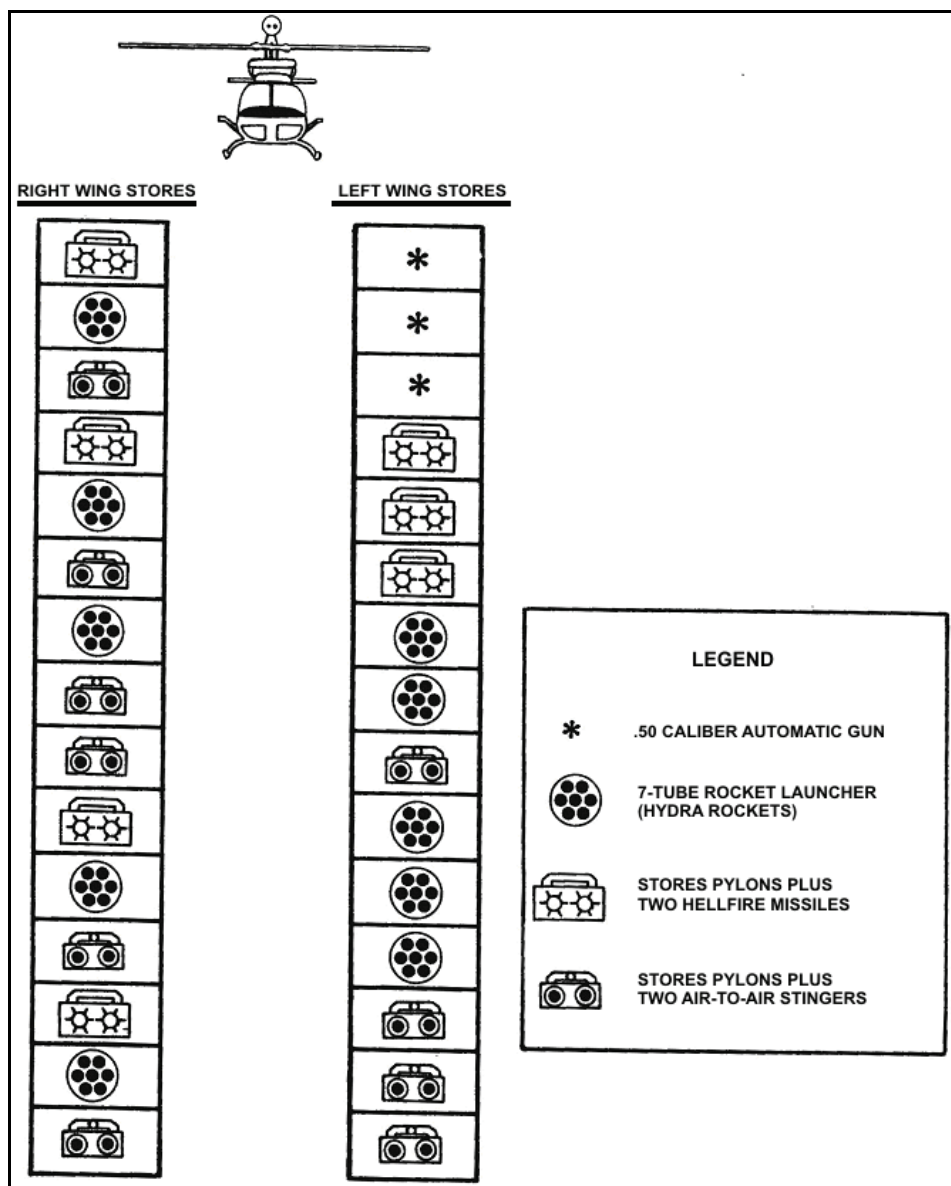 RIGHT WING STORES
LEFT WING STORES
*
*
*
LEGEND
* .50 CALIBER AUTOMATIC GUN
7-TUBE ROCKET LAUNCHER
(HYDRA ROCKETS)
STORES PYLONS PLUS
TWO HELLFIRE MISSILES
STORES PYLONS PLUS
TWO AIR-TO-AIR STINGERS